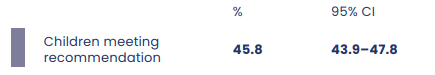 % 95% CI
Children meeting
recommendation 45.8 43.9–47.8